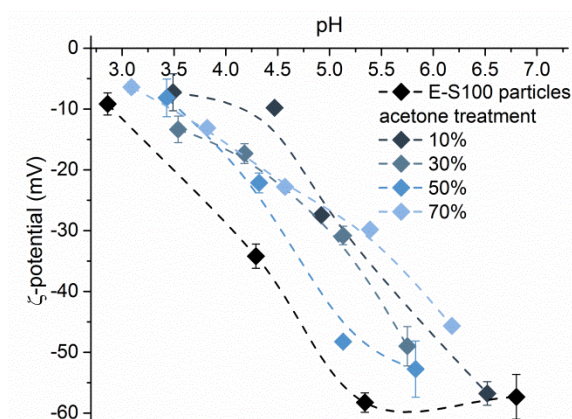 pH
3.0 3.5 4.0 4.5 5.0 5.5 6.0 6.5 7.0
0
-10
-20
-30
-40
-50
-60
ζ-potential (mV)
E-S100 particles
acetone treatment
10%
30%
50%
70%